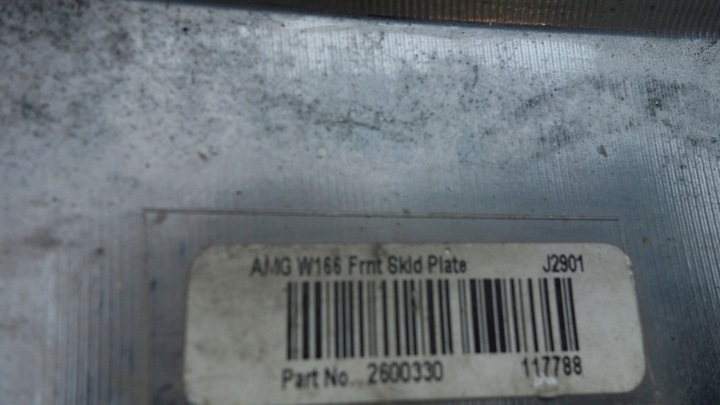 AMG W166 Frnt Skid Plate J2901
Part No. 2600330 117788